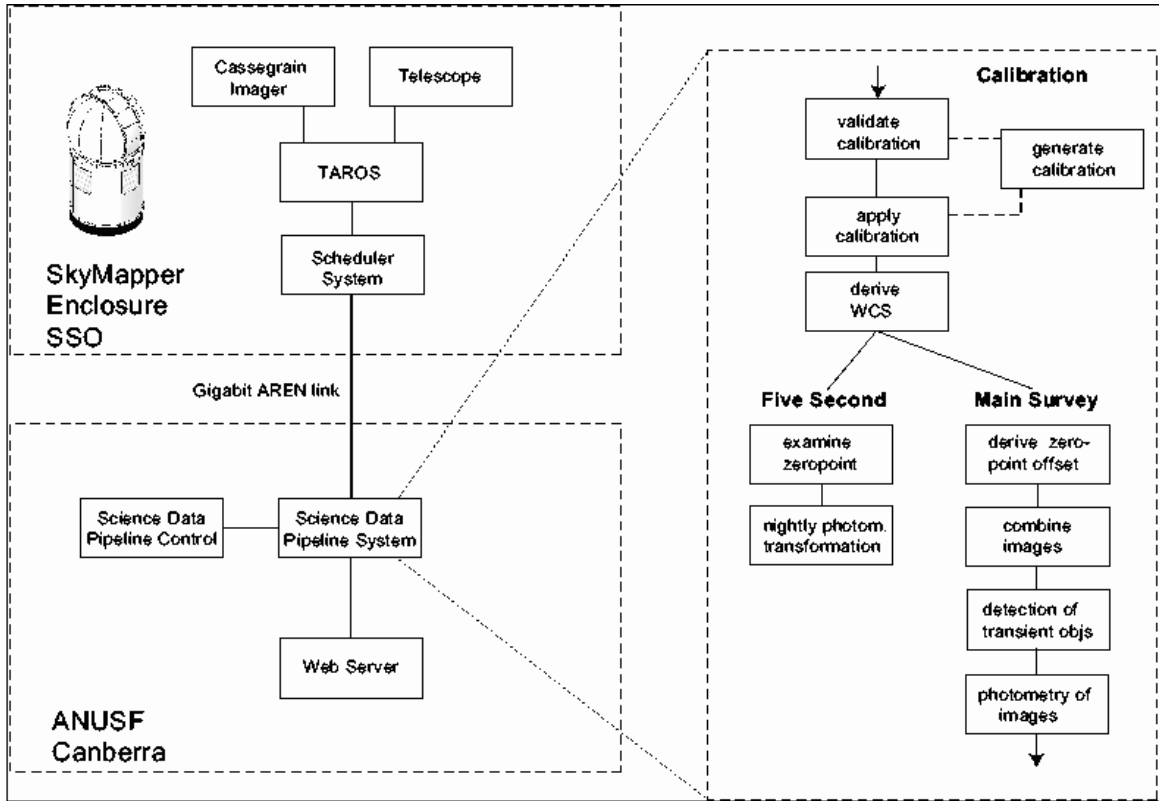 Cassegrain
Imager
Telescope
TAROS
Scheduler
System
SkyMapper
Enclosure
SSO
Gigabit AREN link
Science Data
Pipeline Control
Science Data
Pipeline System
Web Server
ANUSF
Canberra
Calibration
validate
calibration
generate
calibration
apply
calibration
derive
WCS
Five Second
examine
zeropoint
nightly photom.
transformation
Main Survey
derive zero-
point offset
combine
images
detection of
transient objs
photometry of
images